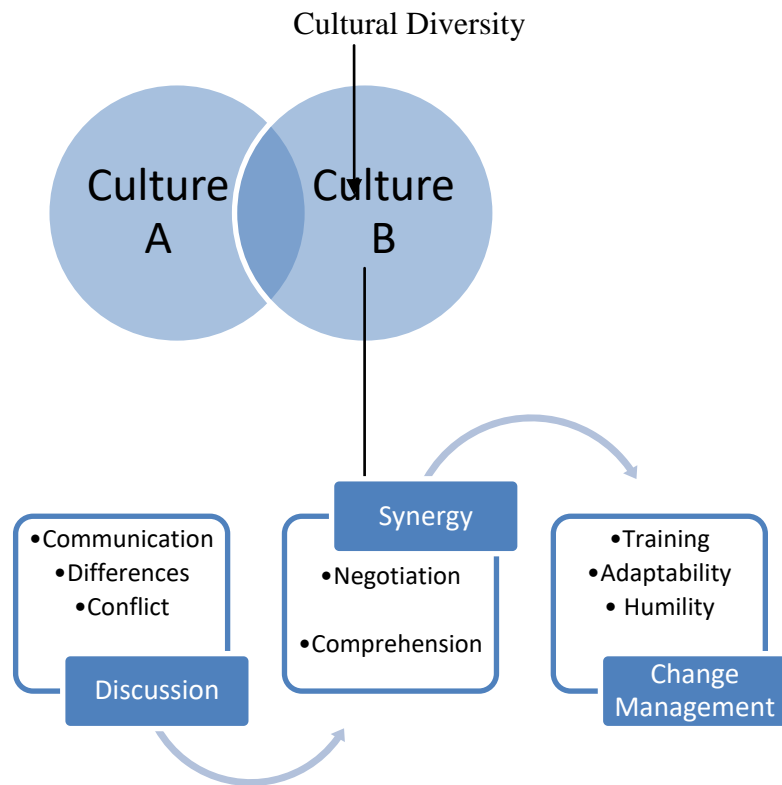 Cultural Diversity
Culture
A
Culture
B
•Communication
•Differences
•Conflict
Discussion
Synergy
•Negotiation
•Comprehension
•Training
•Adaptability
• Humility
Change
Management